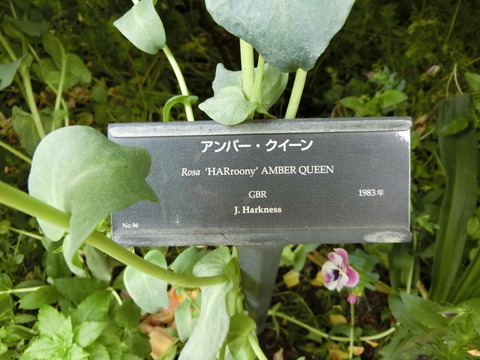 アンバー・クイーン
Rosa ‘HARroony’ AMBER QUEEN
GBR 1983年
J. Harkness
No.96